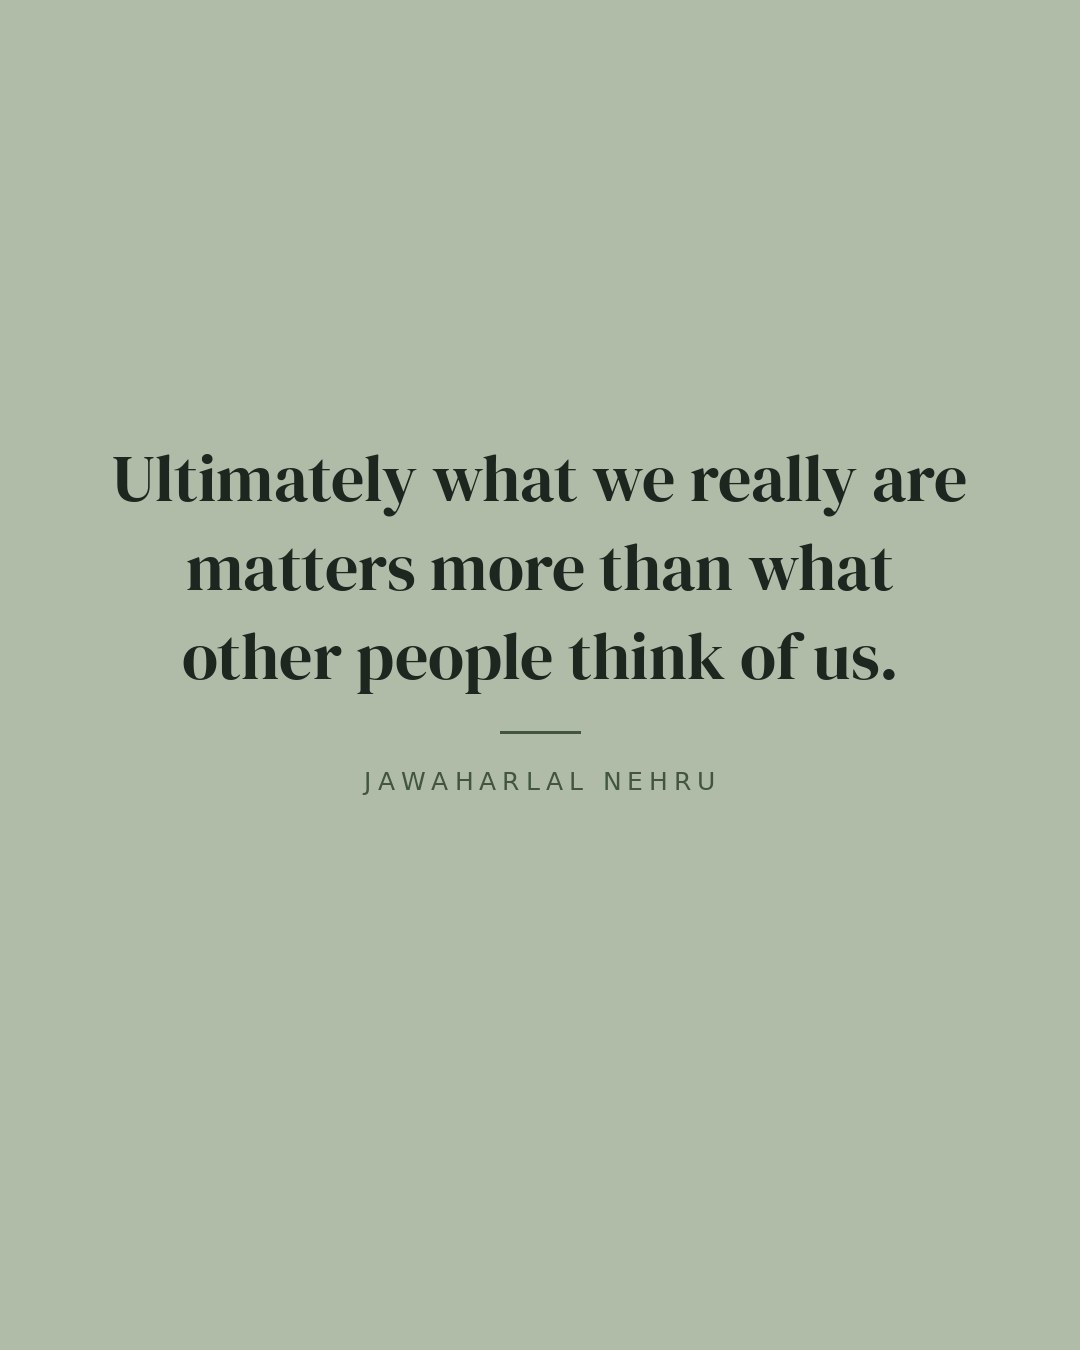 Ultimately what we really are
matters more than what
other people think of us.
JAWAHARLAL NEHRU